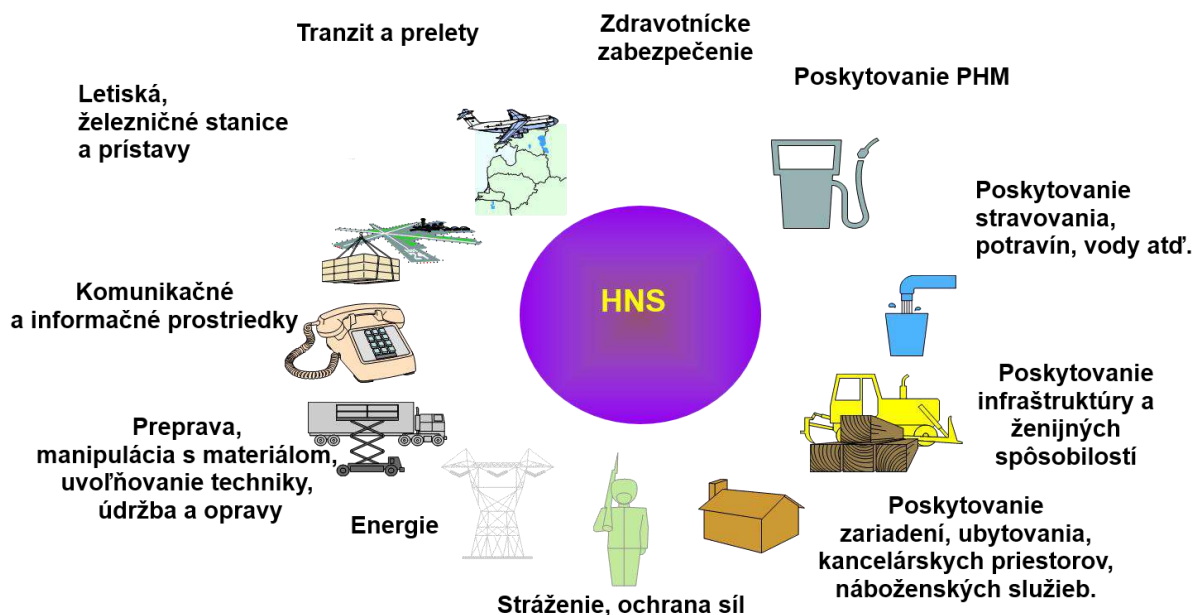 Tranzit a prelety
Zdravotnícke
zabezpečenie
Poskytovanie PHM
Letiská,
železničné stanice
a prístavy
Poskytovanie
stravovania,
potravín, vody atď.
HNS
Komunikačné
a informačné prostriedky
Poskytovanie
infraštruktúry a
ženijných
spôsobilostí
Preprava,
manipulácia s materiálom,
uvoľňovanie techniky,
údržba a opravy
Energie
Poskytovanie
zariadení, ubytovania,
kancelárskych priestorov,
náboženských služieb.
Stráženie, ochrana síl